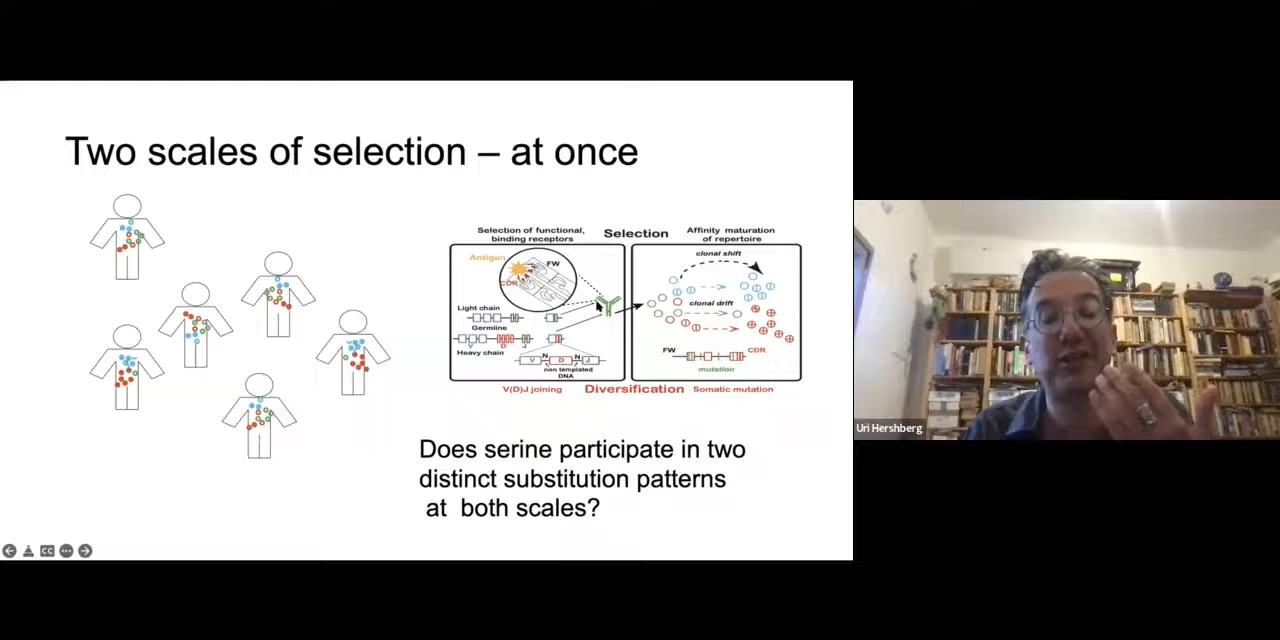 Two scales of selection – at once
Selection of functional,
binding receptors
Selection
Affinity maturation
of repertoire
Antigen
FW
CDR
Light chain
Germline
V
D
J
Heavy chain
V
N
D
N
J
non templated
DNA
clonal shift
clonal drift
FW
CDR
mutation
V(D)J joining
Diversification
Somatic mutation
Does serine participate in two
distinct substitution patterns
at both scales?
CC
Uri Hershberg